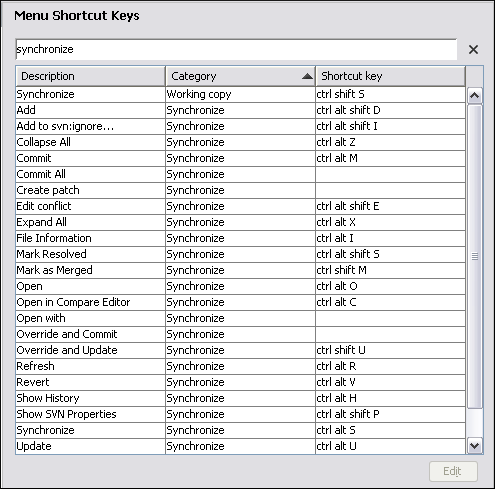 Menu Shortcut Keys
synchronize
Description Category Shortcut key
Synchronize Working copy ctrl shift S
Add Synchronize ctrl alt shift D
Add to svn:ignore... Synchronize ctrl alt shift I
Collapse All Synchronize ctrl alt Z
Commit Synchronize ctrl alt M
Commit All Synchronize
Create patch Synchronize
Edit conflict Synchronize ctrl alt shift E
Expand All Synchronize ctrl alt X
File Information Synchronize ctrl alt I
Mark Resolved Synchronize ctrl alt shift S
Mark as Merged Synchronize ctrl shift M
Open Synchronize ctrl alt O
Open in Compare Editor Synchronize ctrl alt C
Open with Synchronize
Override and Commit Synchronize
Override and Update Synchronize ctrl shift U
Refresh Synchronize ctrl alt R
Revert Synchronize ctrl alt V
Show History Synchronize ctrl alt H
Show SVN Properties Synchronize ctrl alt shift P
Synchronize Synchronize ctrl alt S
Update Synchronize ctrl alt U
Edit